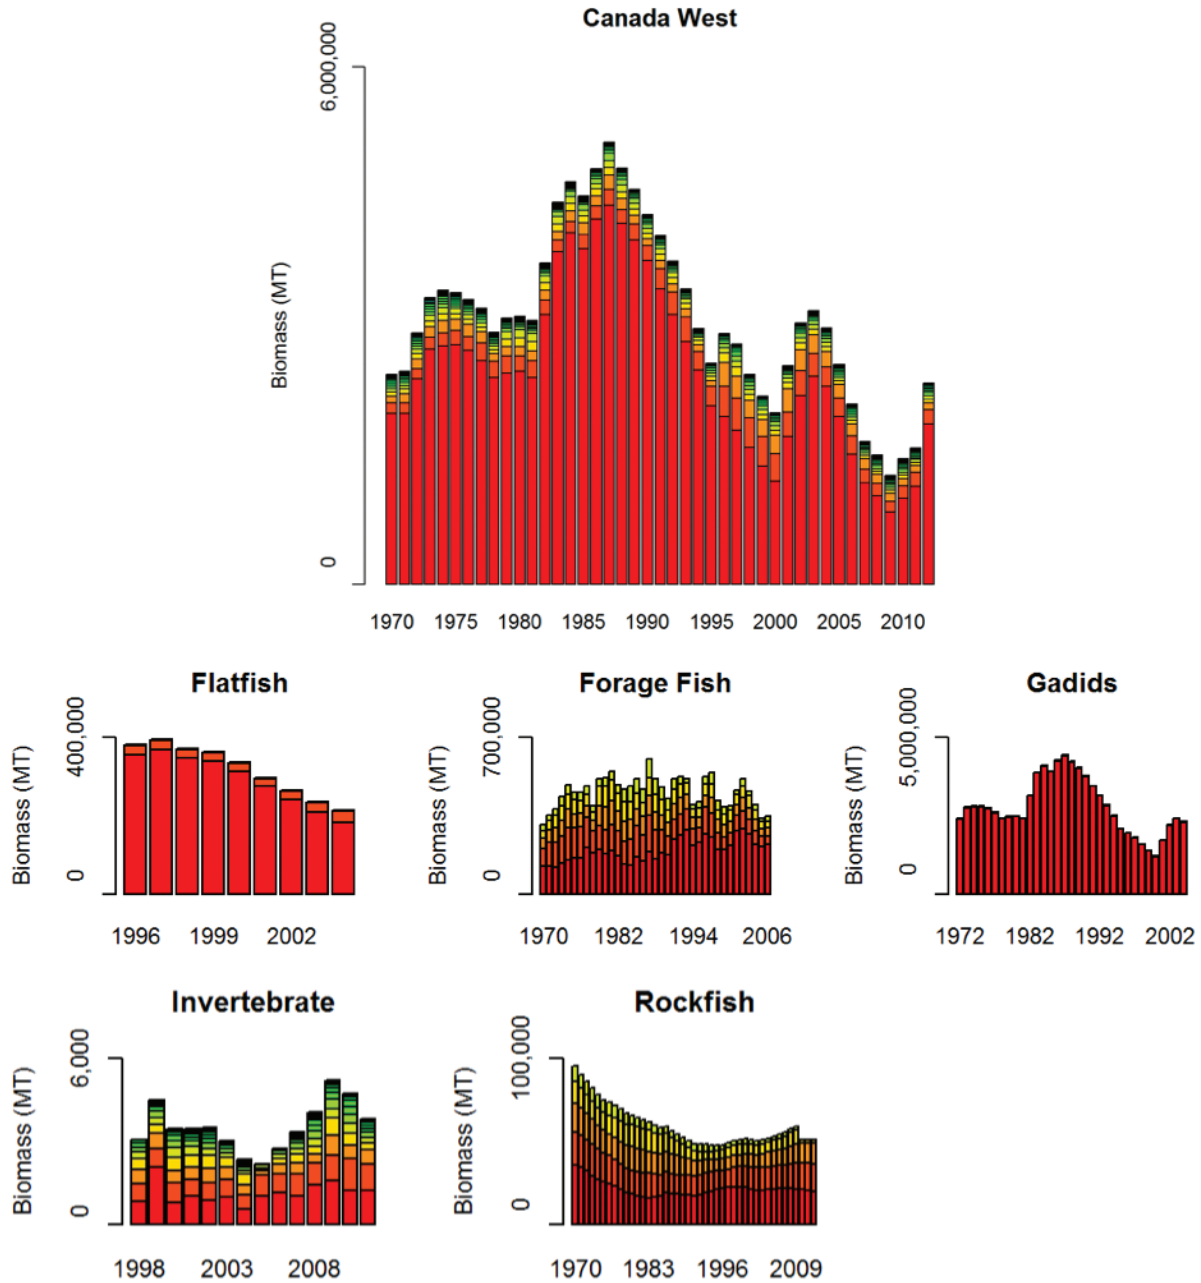 Canada West
6,000,000
Biomass (MT)
0
1970 1975 1980 1985 1990 1995 2000 2005 2010
Flatfish
400,000
Biomass (MT)
0
1996 1999 2002
Forage Fish
700,000
Biomass (MT)
0
1970 1982 1994 2006
Gadids
5,000,000
Biomass (MT)
0
1972 1982 1992 2002
Invertebrate
6,000
Biomass (MT)
0
1998 2003 2008
Rockfish
100,000
Biomass (MT)
0
1970 1983 1996 2009